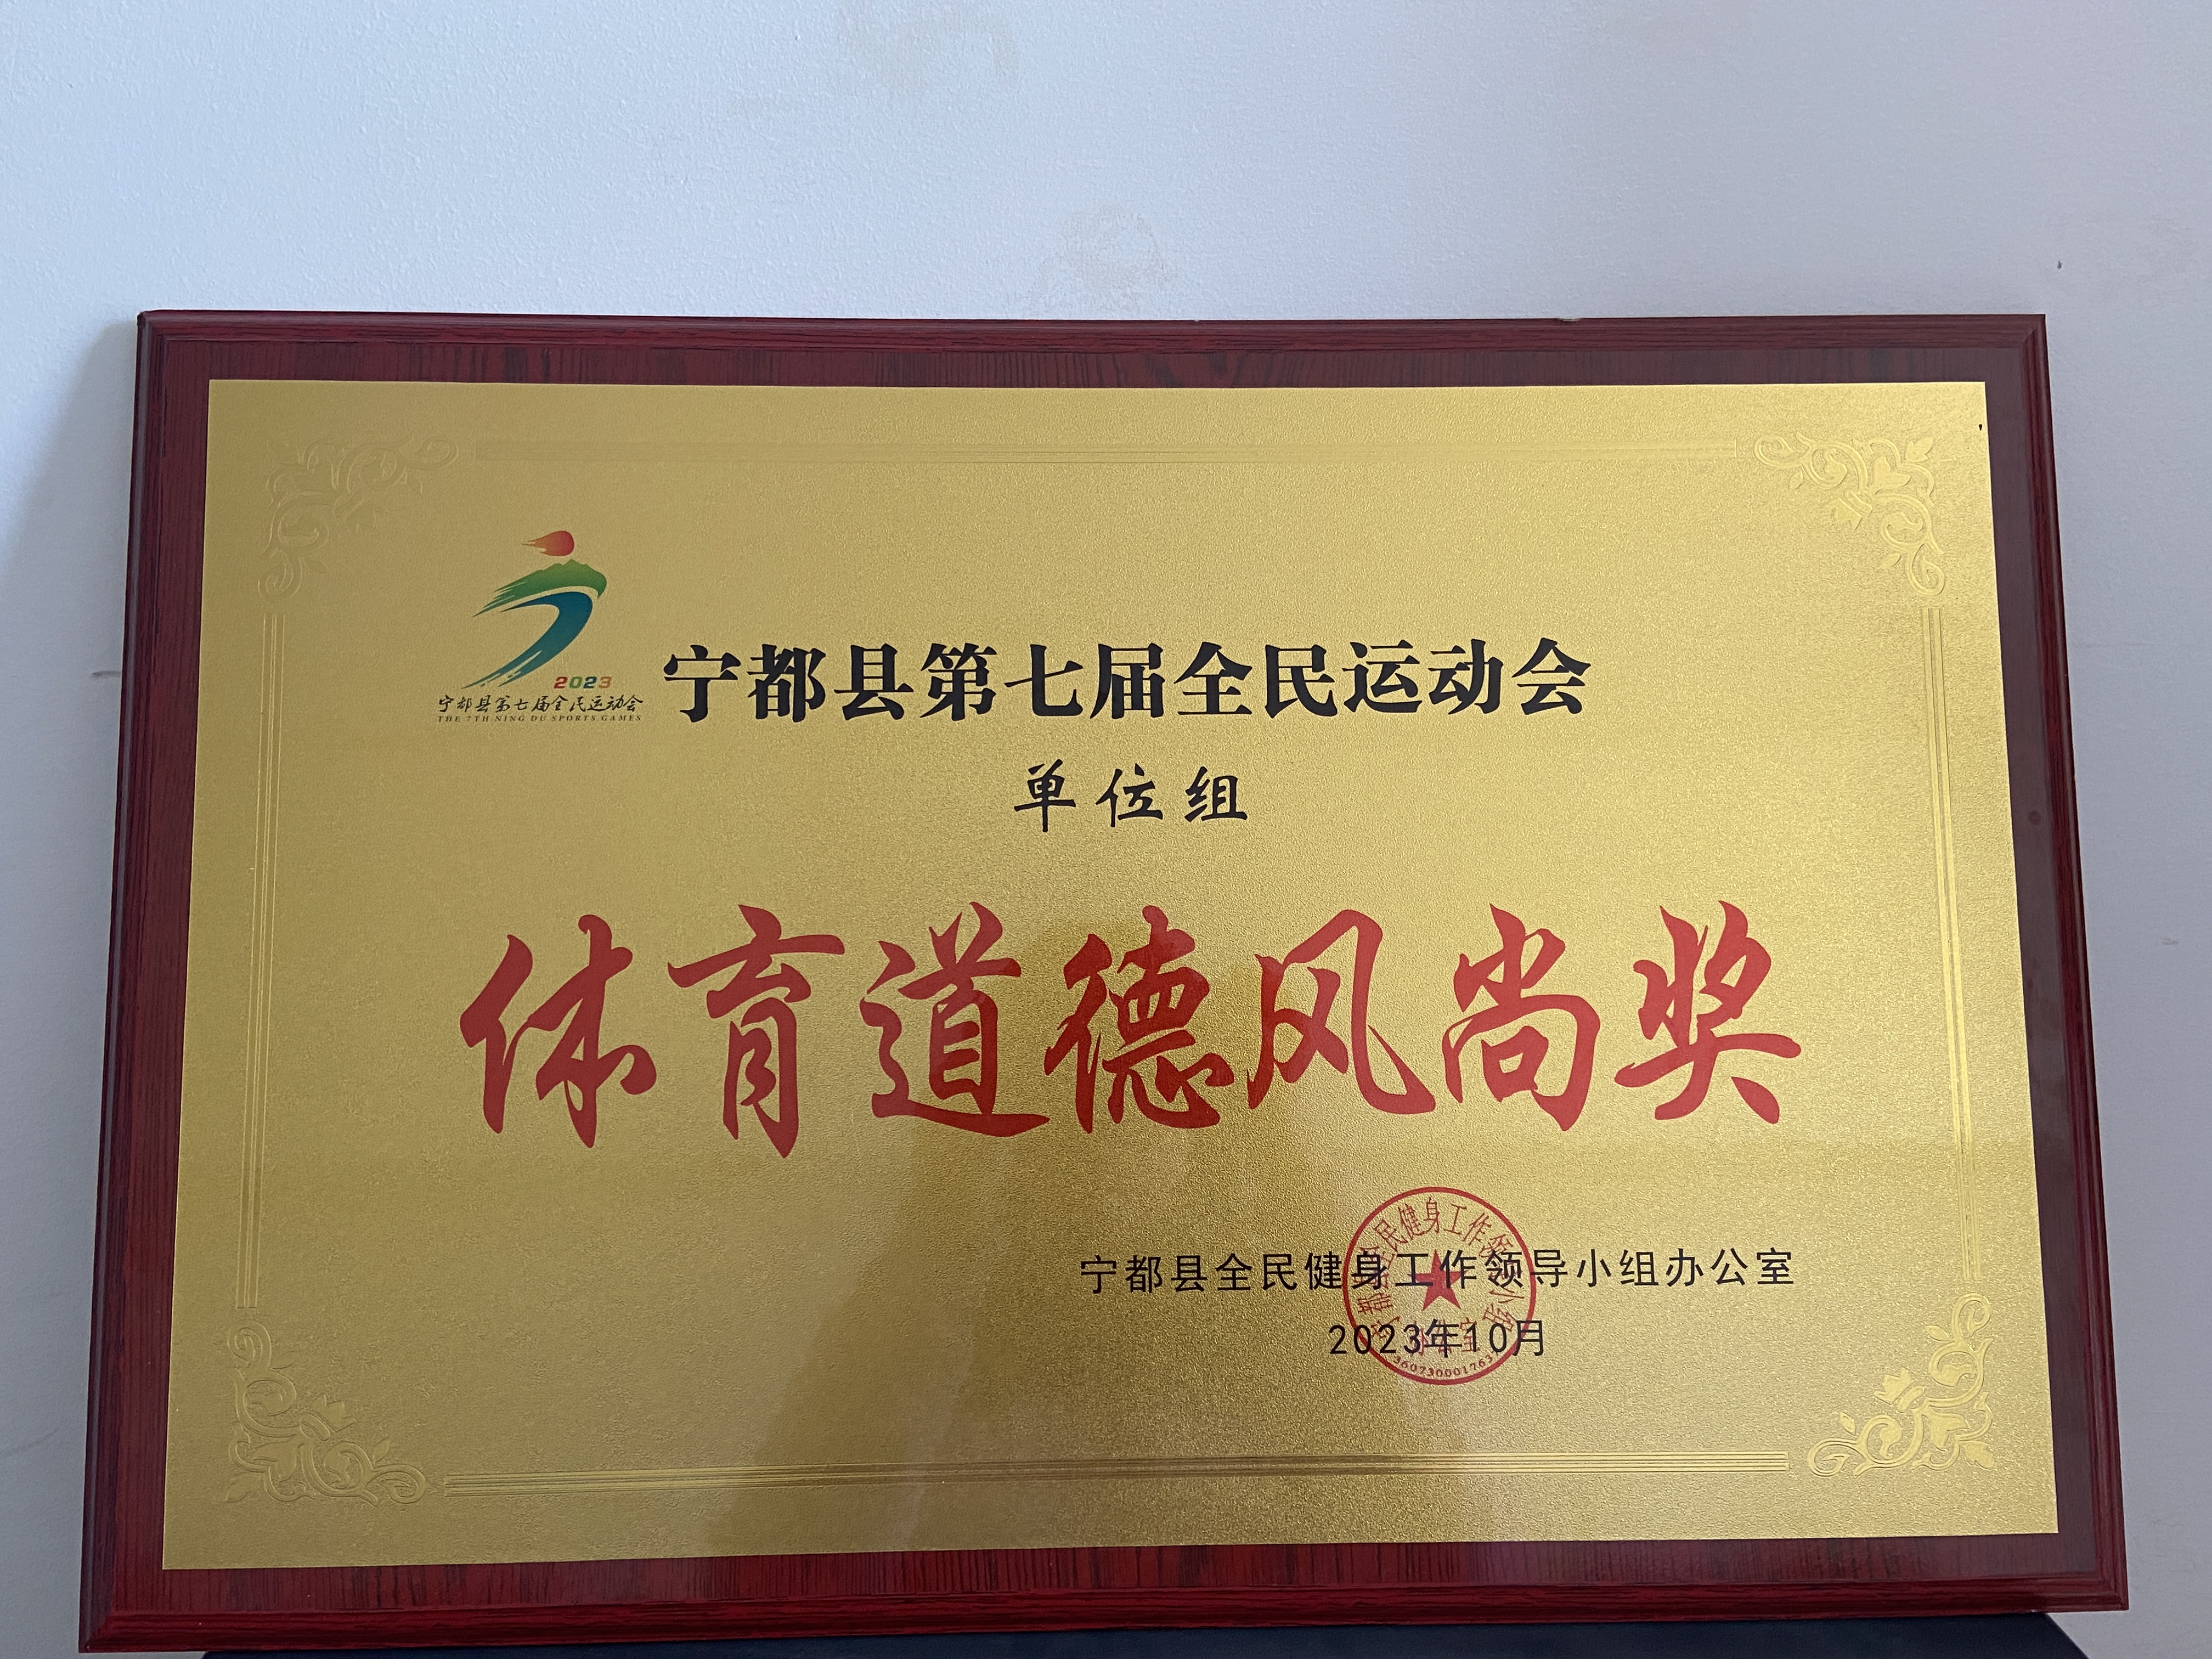 2023
宁都县第七届全民运动会
THE 7TH NING DU SPORTS GAMES
宁都县第七届全民运动会
单位组
体育道德风尚奖
宁都县全民健身工作领导小组办公室
2023年10月